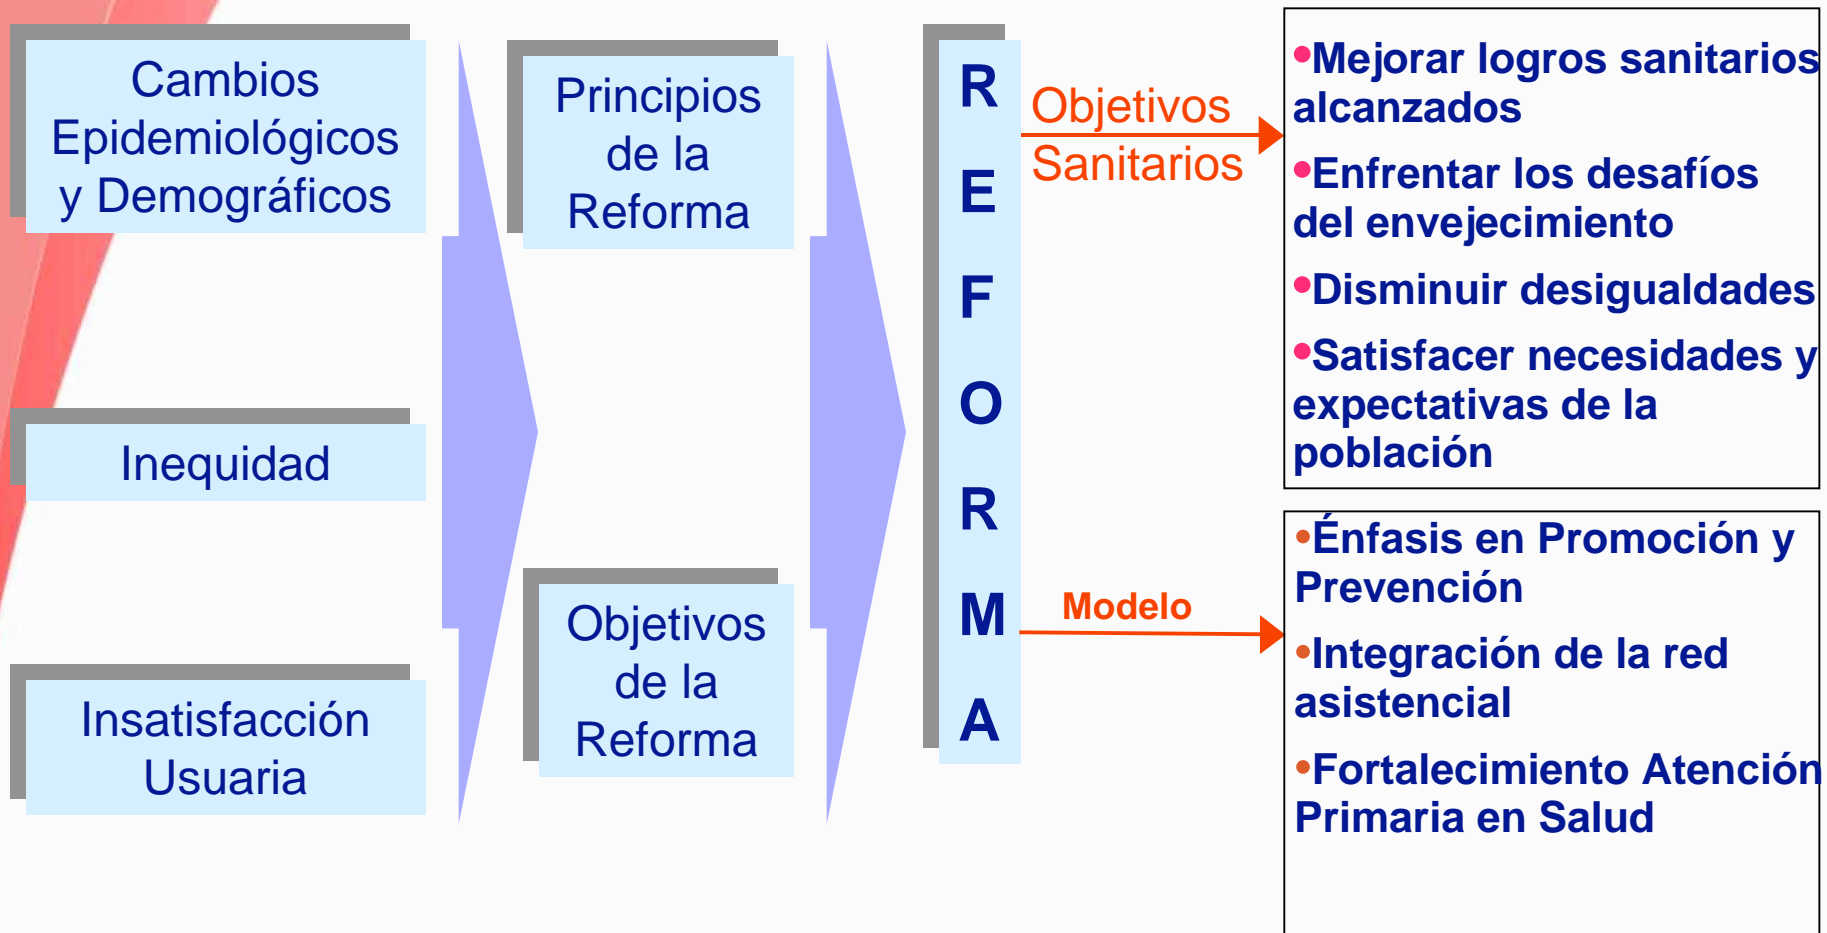 Cambios
Epidemiológicos
y Demográficos
Inequidad
Insatisfacción
Usuaria
Principios
de la
Reforma
Objetivos
de la
Reforma
R
E
F
O
R
M
A
Objetivos
Sanitarios
•Mejorar logros sanitarios
alcanzados
•Enfrentar los desafíos
del envejecimiento
•Disminuir desigualdades
•Satisfacer necesidades y
expectativas de la
población
Modelo
•Énfasis en Promoción y
Prevención
•Integración de la red
asistencial
•Fortalecimiento Atención
Primaria en Salud